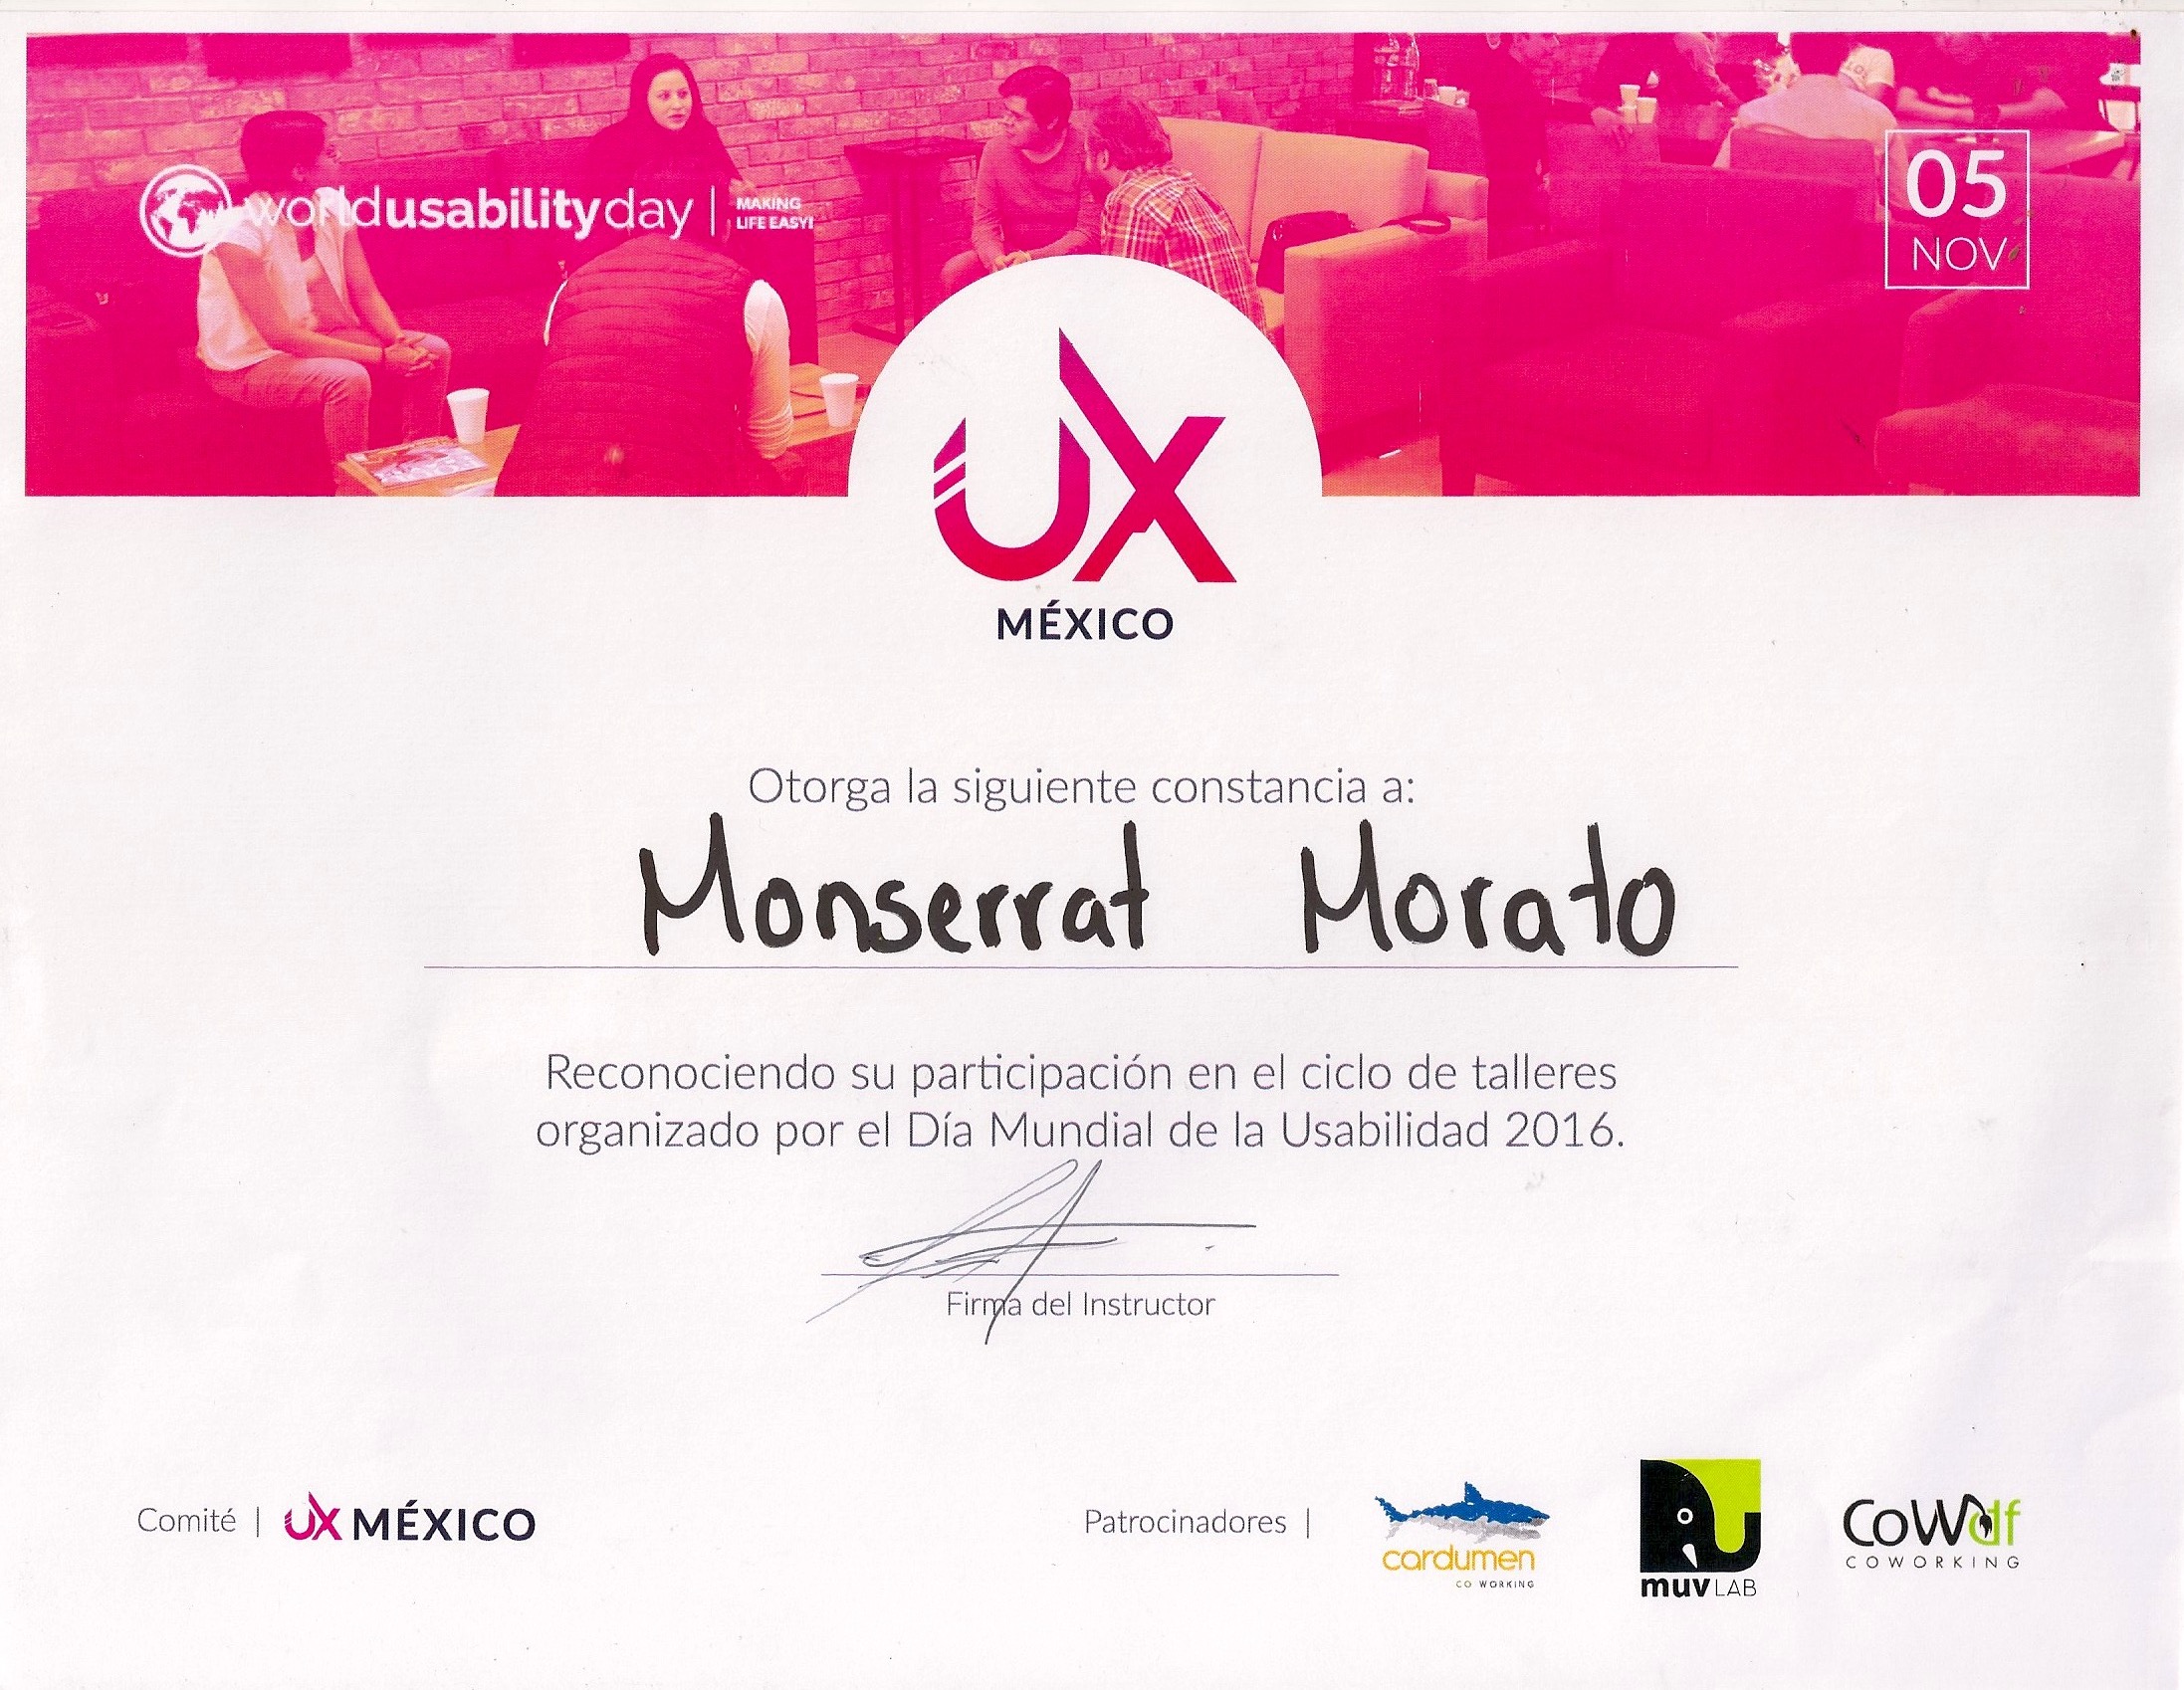 worldusabilityday | MAKING
LIFE EASY!
05
NOV
UX
MÉXICO
Otorga la siguiente constancia a:
Monserrat Morato
Reconociendo su participación en el ciclo de talleres
organizado por el Día Mundial de la Usabilidad 2016.
Firma del Instructor
Comité | UX MÉXICO
Patrocinadores |
cardumen
CO WORKING
muvLAB
CoWdf
COWORKING